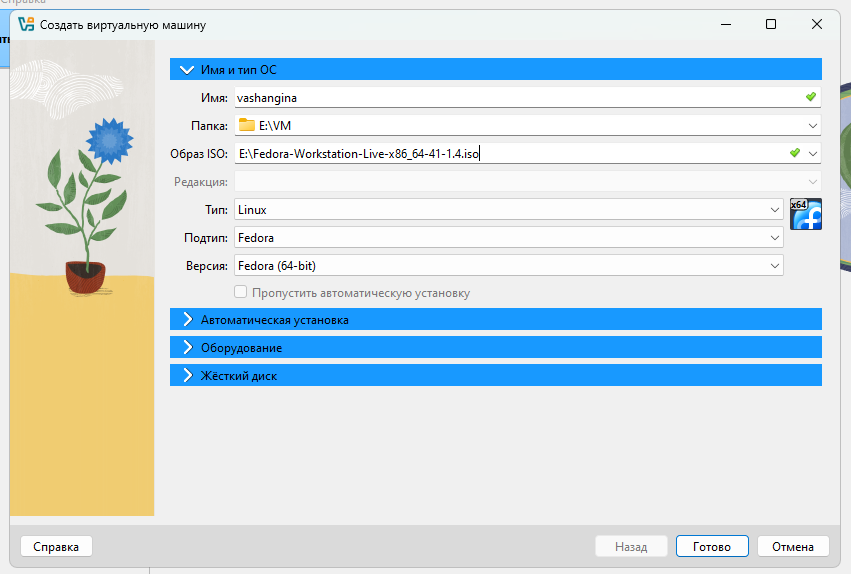 Справка
Создать виртуальную машину
Имя и тип ОС
Имя: vashangina
Папка: E:\VM
Образ ISO: E:\Fedora-Workstation-Live-x86_64-41-1.4.iso
Редакция:
Тип: Linux
x64
Подтип: Fedora
Версия: Fedora (64-bit)
Пропустить автоматическую установку
Автоматическая установка
Оборудование
Жёсткий диск
Справка Назад Готово Отмена